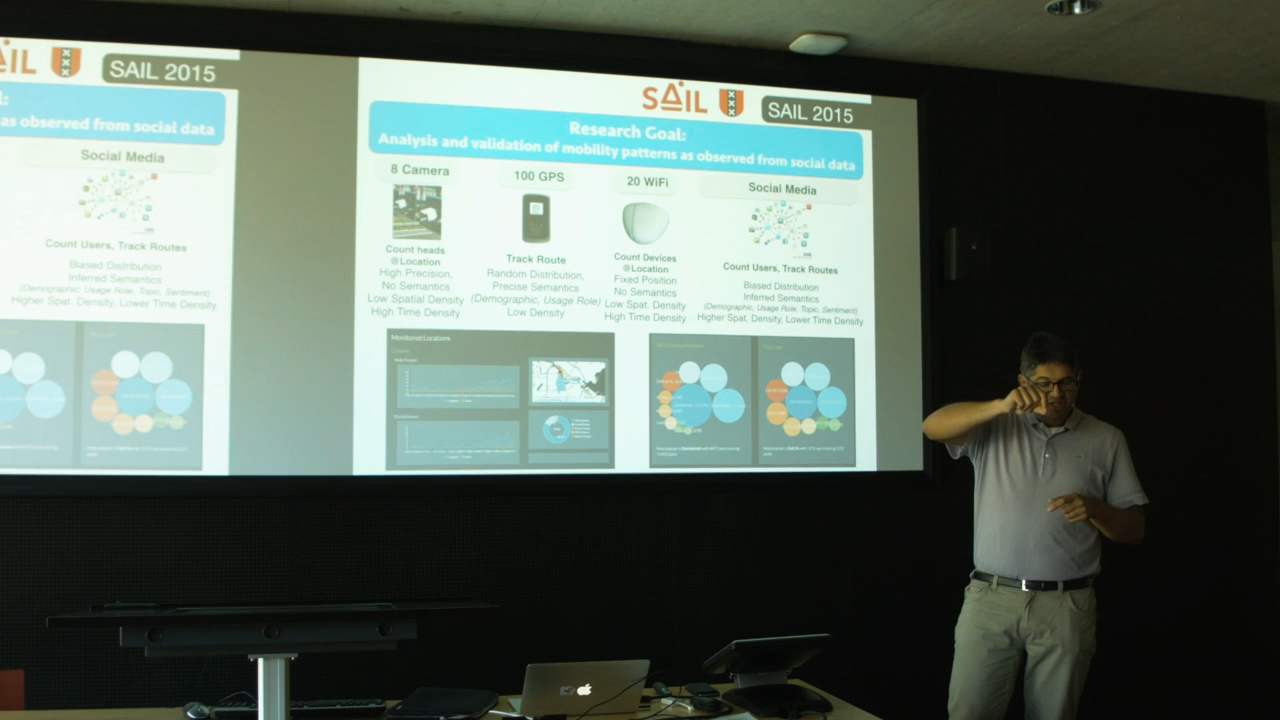 AIL
SAIL 2015
as observed from social data
Social Media
Count Users, Track Routes
Biased Distribution
Inferred Semantics
(Demographic, Usage Role, Topic, Sentiment)
Higher Spat. Density, Lower Time Density
SAIL
SAIL 2015
Research Goal:
Analysis and validation of mobility patterns as observed from social data
8 Camera
Count heads
@Location
High Precision,
No Semantics
Low Spatial Density
High Time Density
100 GPS
Track Route
Random Distribution,
Precise Semantics
(Demographic, Usage Role)
Low Density
20 WiFi
Count Devices
@Location
Fixed Position
No Semantics
Low Spat. Density
High Time Density
Social Media
Count Users, Track Routes
Biased Distribution
Inferred Semantics
(Demographic, Usage Role, Topic, Sentiment)
Higher Spat. Density, Lower Time Density
Monitored Locations